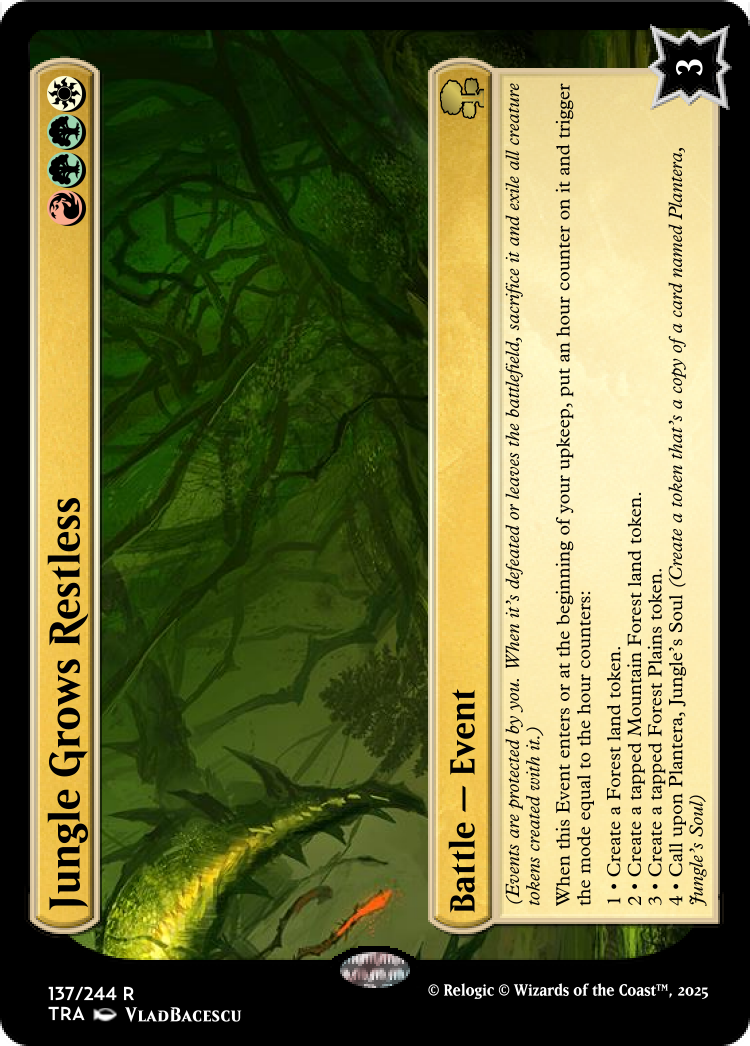 Jungle Grows Restless
Battle — Event
(Events are protected by you. When it's defeated or leaves the battlefield, sacrifice it and exile all creature
tokens created with it.)
When this Event enters or at the beginning of your upkeep, put an hour counter on it and trigger
the mode equal to the hour counters:
1 • Create a Forest land token.
2 • Create a tapped Mountain Forest land token.
3 • Create a tapped Forest Plains token.
4 • Call upon Plantera, Jungle's Soul (Create a token that's a copy of a card named Plantera,
Jungle's Soul)
3
137/244 R
TRA VladBacescu
© Relogic © Wizards of the Coast™, 2025